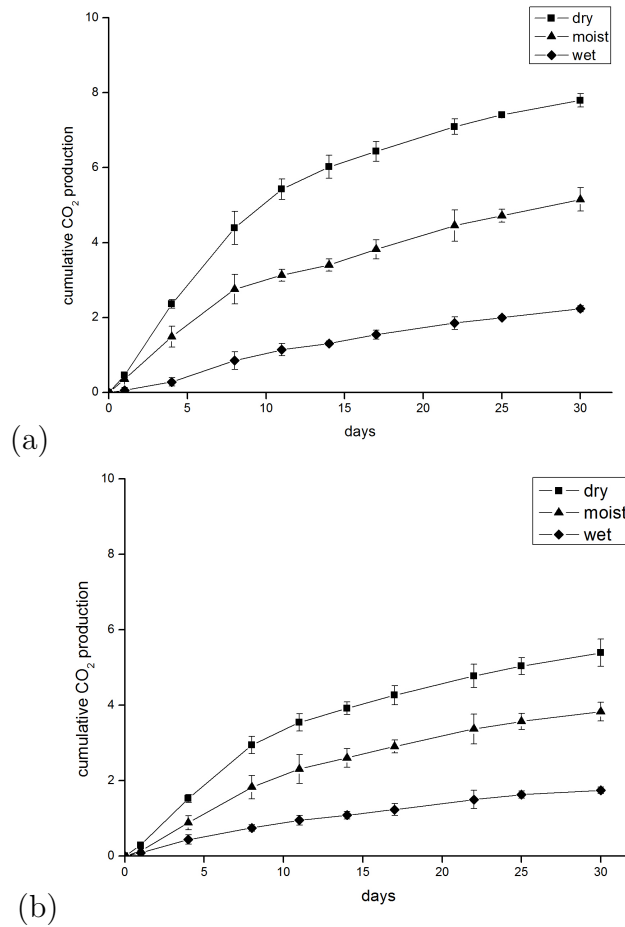 10
8
6
4
2
0
cumulative CO₂ production
dry
moist
wet
0 5 10 15 20 25 30
days
(a)
10
8
6
4
2
0
cumulative CO₂ production
dry
moist
wet
0 5 10 15 20 25 30
days
(b)